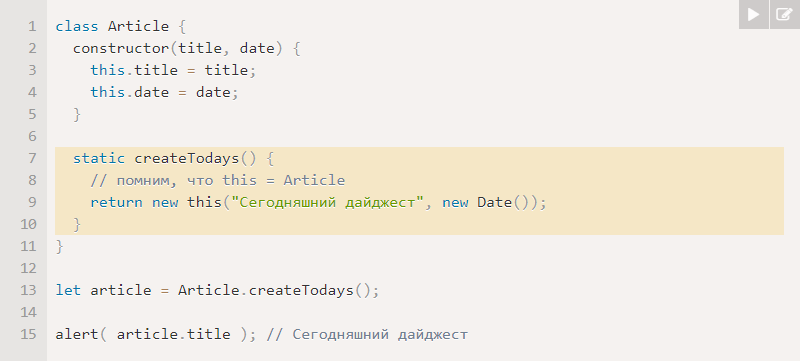 1 class Article {
2   constructor(title, date) {
3     this.title = title;
4     this.date = date;
5   }
6
7   static createTodays() {
8     // помним, что this = Article
9     return new this("Сегодняшний дайджест", new Date());
10   }
11 }
12
13 let article = Article.createTodays();
14
15 alert( article.title ); // Сегодняшний дайджест